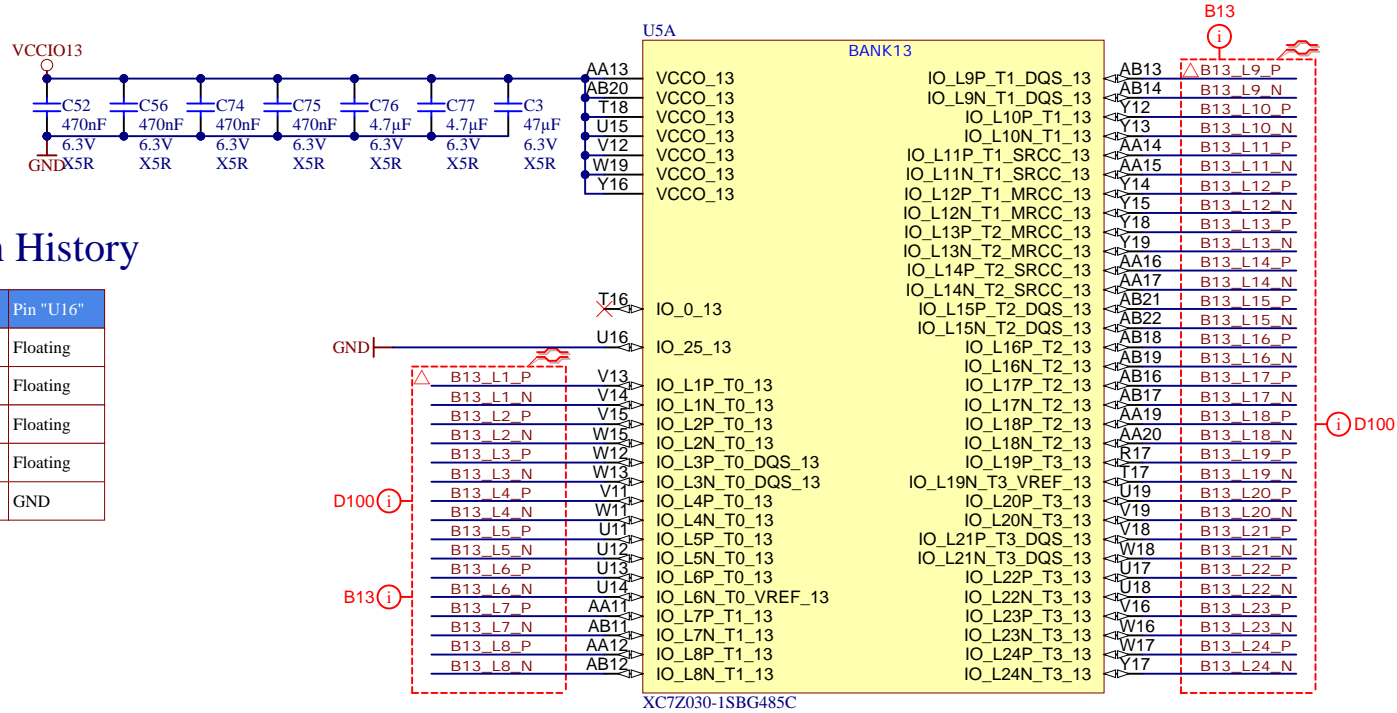 B13
U5A
BANK13
VCCIO13
C52
470nF
6.3V
X5R
C56
470nF
6.3V
X5R
C74
470nF
6.3V
X5R
C75
470nF
6.3V
X5R
C76
4.7µF
6.3V
X5R
C77
4.7µF
6.3V
X5R
C3
47µF
6.3V
X5R
GND
AA13 VCCO_13
AB20 VCCO_13
T18 VCCO_13
U15 VCCO_13
V12 VCCO_13
W19 VCCO_13
Y16 VCCO_13
History
Pin "U16"
Floating
Floating
Floating
Floating
GND
T16 IO_0_13
GND U16 IO_25_13
B13_L1_P V13 IO_L1P_T0_13
B13_L1_N V14 IO_L1N_T0_13
B13_L2_P V15 IO_L2P_T0_13
B13_L2_N W15 IO_L2N_T0_13
B13_L3_P W12 IO_L3P_T0_DQS_13
B13_L3_N W13 IO_L3N_T0_DQS_13
B13_L4_P V11 IO_L4P_T0_13
B13_L4_N W11 IO_L4N_T0_13
B13_L5_P U11 IO_L5P_T0_13
B13_L5_N U12 IO_L5N_T0_13
B13_L6_P U13 IO_L6P_T0_13
B13_L6_N U14 IO_L6N_T0_VREF_13
B13_L7_P AA11 IO_L7P_T1_13
B13_L7_N AB11 IO_L7N_T1_13
B13_L8_P AA12 IO_L8P_T1_13
B13_L8_N AB12 IO_L8N_T1_13
D100 i
B13 i
IO_L9P_T1_DQS_13 AB13 B13_L9_P
IO_L9N_T1_DQS_13 AB14 B13_L9_N
IO_L10P_T1_13 Y12 B13_L10_P
IO_L10N_T1_13 Y13 B13_L10_N
IO_L11P_T1_SRCC_13 AA14 B13_L11_P
IO_L11N_T1_SRCC_13 AA15 B13_L11_N
IO_L12P_T1_MRCC_13 Y14 B13_L12_P
IO_L12N_T1_MRCC_13 Y15 B13_L12_N
IO_L13P_T2_MRCC_13 Y18 B13_L13_P
IO_L13N_T2_MRCC_13 Y19 B13_L13_N
IO_L14P_T2_SRCC_13 AA16 B13_L14_P
IO_L14N_T2_SRCC_13 AA17 B13_L14_N
IO_L15P_T2_DQS_13 AB21 B13_L15_P
IO_L15N_T2_DQS_13 AB22 B13_L15_N
IO_L16P_T2_13 AB18 B13_L16_P
IO_L16N_T2_13 AB19 B13_L16_N
IO_L17P_T2_13 AB16 B13_L17_P
IO_L17N_T2_13 AB17 B13_L17_N
IO_L18P_T2_13 AA19 B13_L18_P
IO_L18N_T2_13 AA20 B13_L18_N
IO_L19P_T3_13 R17 B13_L19_P
IO_L19N_T3_VREF_13 T17 B13_L19_N
IO_L20P_T3_13 U19 B13_L20_P
IO_L20N_T3_13 V19 B13_L20_N
IO_L21P_T3_DQS_13 V18 B13_L21_P
IO_L21N_T3_DQS_13 W18 B13_L21_N
IO_L22P_T3_13 U17 B13_L22_P
IO_L22N_T3_13 U18 B13_L22_N
IO_L23P_T3_13 V16 B13_L23_P
IO_L23N_T3_13 W16 B13_L23_N
IO_L24P_T3_13 W17 B13_L24_P
IO_L24N_T3_13 Y17 B13_L24_N
i
i D100
XC7Z030-1SBG485C